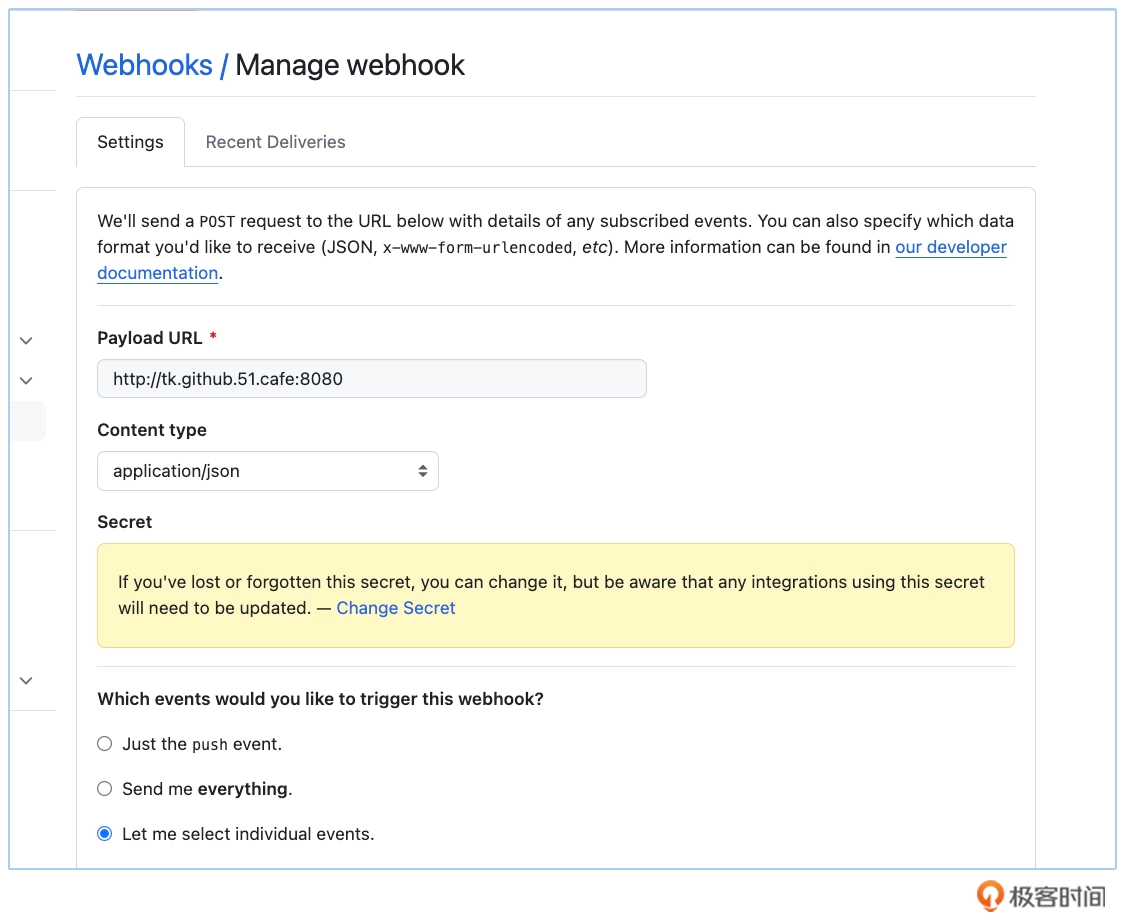 Webhooks / Manage webhook
Settings
Recent Deliveries
We'll send a POST request to the URL below with details of any subscribed events. You can also specify which data
format you'd like to receive (JSON, x-www-form-urlencoded, etc). More information can be found in our developer
documentation.
Payload URL *
http://tk.github.51.cafe:8080
Content type
application/json
Secret
If you've lost or forgotten this secret, you can change it, but be aware that any integrations using this secret
will need to be updated. — Change Secret
Which events would you like to trigger this webhook?
Just the push event.
Send me everything.
Let me select individual events.
极客时间